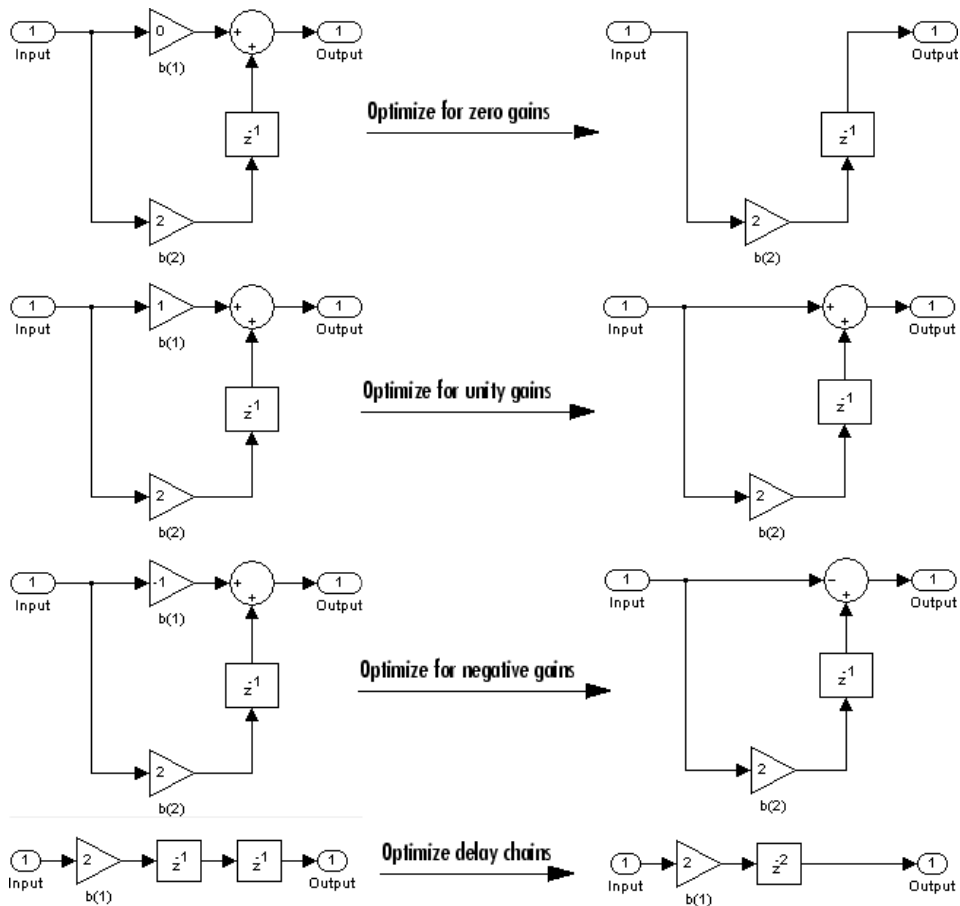 1 0 + + 1 1 1
Input b(1) Output Input Output
Optimize for zero gains
z-1 z-1
2 2
b(2) b(2)
1 1 + + 1 1 + + 1
Input b(1) Output Input Output
Optimize for unity gains
z-1 z-1
2 2
b(2) b(2)
1 -1 + + 1 1 − + 1
Input b(1) Output Input Output
Optimize for negative gains
z-1 z-1
2 2
b(2) b(2)
Optimize delay chains
1 2 z-1 z-1 1 1 2 z-2 1
Input b(1) Output Input b(1) Output